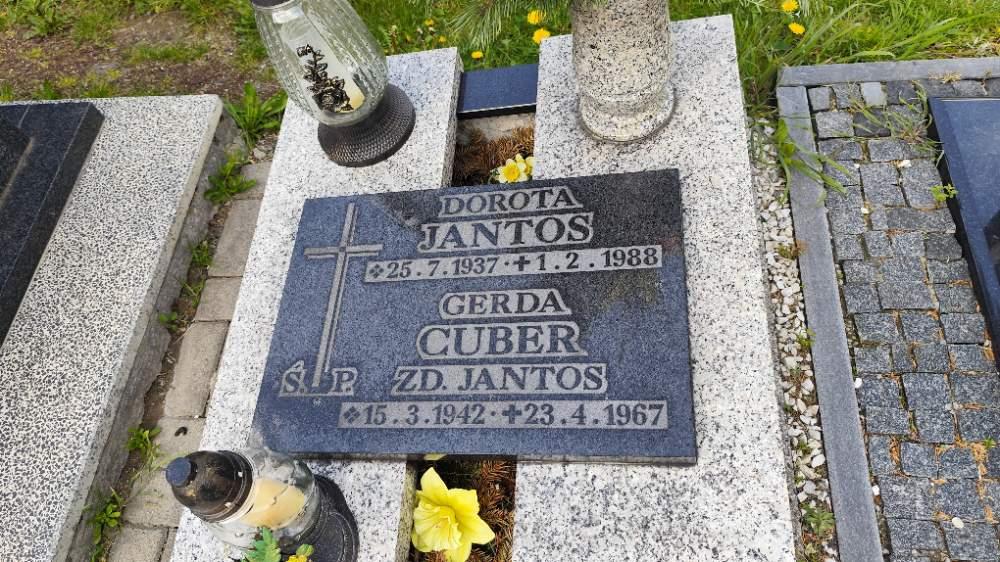 DOROTA
JANTOS
25.7.1937 ✝ 1.2.1988
GERDA
CUBER
ZD. JANTOS
Ś. P.
15.3.1942 ✝ 23.4.1967